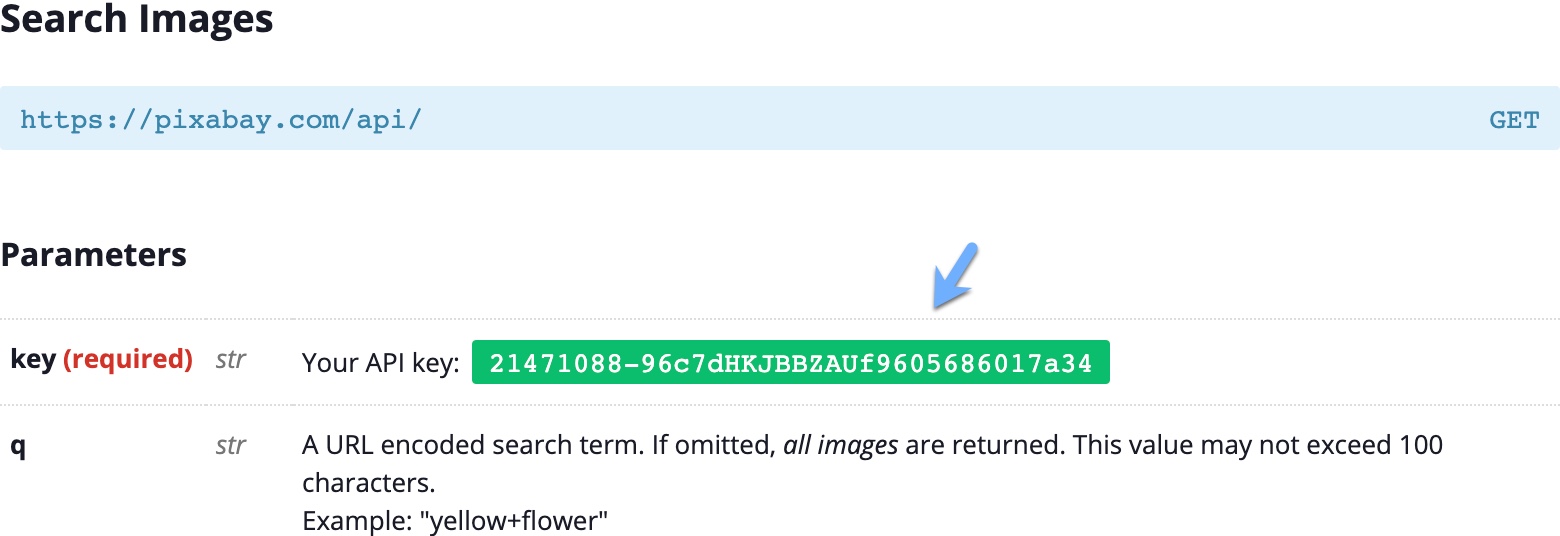 Search Images
https://pixabay.com/api/ GET
Parameters
key (required) str Your API key: 21471088-96c7dHKJBBZAUf9605686017a34
q str A URL encoded search term. If omitted, all images are returned. This value may not exceed 100
characters.
Example: "yellow+flower"